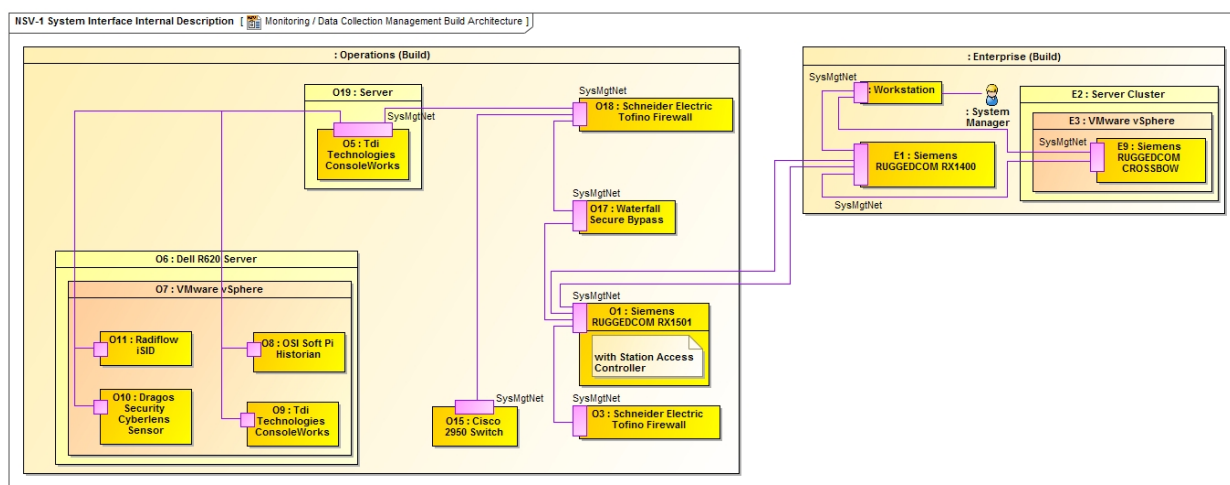 NSV-1 System Interface Internal Description [ Monitoring / Data Collection Management Build Architecture ]
: Operations (Build)
O19 : Server
SysMgtNet
O5 : Tdi
Technologies
ConsoleWorks
SysMgtNet
O18 : Schneider Electric
Tofino Firewall
SysMgtNet
O17 : Waterfall
Secure Bypass
O6 : Dell R620 Server
O7 : VMware vSphere
O11 : Radiflow
iSID
O8 : OSI Soft Pi
Historian
O10 : Dragos
Security
Cyberlens
Sensor
O9 : Tdi
Technologies
ConsoleWorks
SysMgtNet
O1 : Siemens
RUGGEDCOM RX1501
with Station Access
Controller
SysMgtNet
O15 : Cisco
2950 Switch
O3 : Schneider Electric
Tofino Firewall
: Enterprise (Build)
SysMgtNet
: Workstation
: System
Manager
E1 : Siemens
RUGGEDCOM RX1400
SysMgtNet
E2 : Server Cluster
E3 : VMware vSphere
SysMgtNet
E9 : Siemens
RUGGEDCOM
CROSSBOW